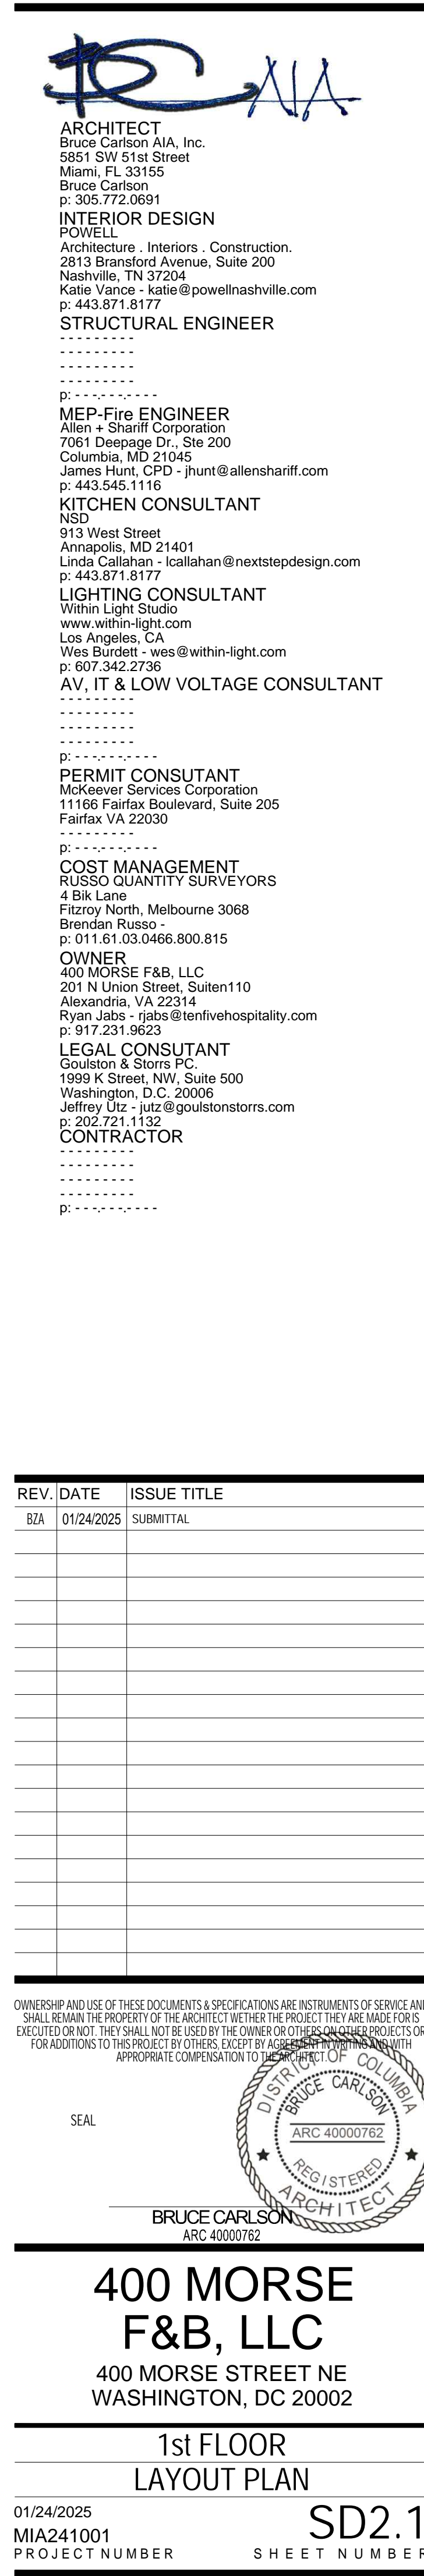 AIA
ARCHITECT
Bruce Carlson AIA, Inc.
5851 SW 51st Street
Miami, FL 33155
Bruce Carlson
p: 305.772.0691
INTERIOR DESIGN
POWELL
Architecture . Interiors . Construction.
2813 Bransford Avenue, Suite 200
Nashville, TN 37204
Katie Vance - katie@powellnashville.com
p: 443.871.8177
STRUCTURAL ENGINEER
- - - - - - - - -
- - - - - - - - -
- - - - - - - - -
- - - - - - - - -
p: - - -.- - -.- - - -
MEP-Fire ENGINEER
Allen + Shariff Corporation
7061 Deepage Dr., Ste 200
Columbia, MD 21045
James Hunt, CPD - jhunt@allenshariff.com
p: 443.545.1116
KITCHEN CONSULTANT
NSD
913 West Street
Annapolis, MD 21401
Linda Callahan - lcallahan@nextstepdesign.com
p: 443.871.8177
LIGHTING CONSULTANT
Within Light Studio
www.within-light.com
Los Angeles, CA
Wes Burdett - wes@within-light.com
p: 607.342.2736
AV, IT & LOW VOLTAGE CONSULTANT
- - - - - - - - -
- - - - - - - - -
- - - - - - - - -
- - - - - - - - -
p: - - -.- - -.- - - -
PERMIT CONSUTANT
McKeever Services Corporation
11166 Fairfax Boulevard, Suite 205
Fairfax VA 22030
- - - - - - - - -
p: - - -.- - -.- - - -
COST MANAGEMENT
RUSSO QUANTITY SURVEYORS
4 Bik Lane
Fitzroy North, Melbourne 3068
Brendan Russo -
p: 011.61.03.0466.800.815
OWNER
400 MORSE F&B, LLC
201 N Union Street, Suiten110
Alexandria, VA 22314
Ryan Jabs - rjabs@tenfivehospitality.com
p: 917.231.9623
LEGAL CONSUTANT
Goulston & Storrs PC.
1999 K Street, NW, Suite 500
Washington, D.C. 20006
Jeffrey Utz - jutz@goulstonstorrs.com
p: 202.721.1132
CONTRACTOR
- - - - - - - - -
- - - - - - - - -
- - - - - - - - -
- - - - - - - - -
p: - - -.- - -.- - - -
REV. DATE ISSUE TITLE
BZA 01/24/2025 SUBMITTAL
OWNERSHIP AND USE OF THESE DOCUMENTS & SPECIFICATIONS ARE INSTRUMENTS OF SERVICE AND
SHALL REMAIN THE PROPERTY OF THE ARCHITECT WETHER THE PROJECT THEY ARE MADE FOR IS
EXECUTED OR NOT. THEY SHALL NOT BE USED BY THE OWNER OR OTHERS ON OTHER PROJECTS OR
FOR ADDITIONS TO THIS PROJECT BY OTHERS, EXCEPT BY AGREEMENT IN WRITING AND WITH
APPROPRIATE COMPENSATION TO THE ARCHITECT.
SEAL
DISTRICT OF COLUMBIA
BRUCE CARLSON
ARC 40000762
REGISTERED
ARCHITECT
BRUCE CARLSON
ARC 40000762
400 MORSE
F&B, LLC
400 MORSE STREET NE
WASHINGTON, DC 20002
1st FLOOR
LAYOUT PLAN
01/24/2025
MIA241001 SD2.1
PROJECT NUMBER SHEET NUMBER